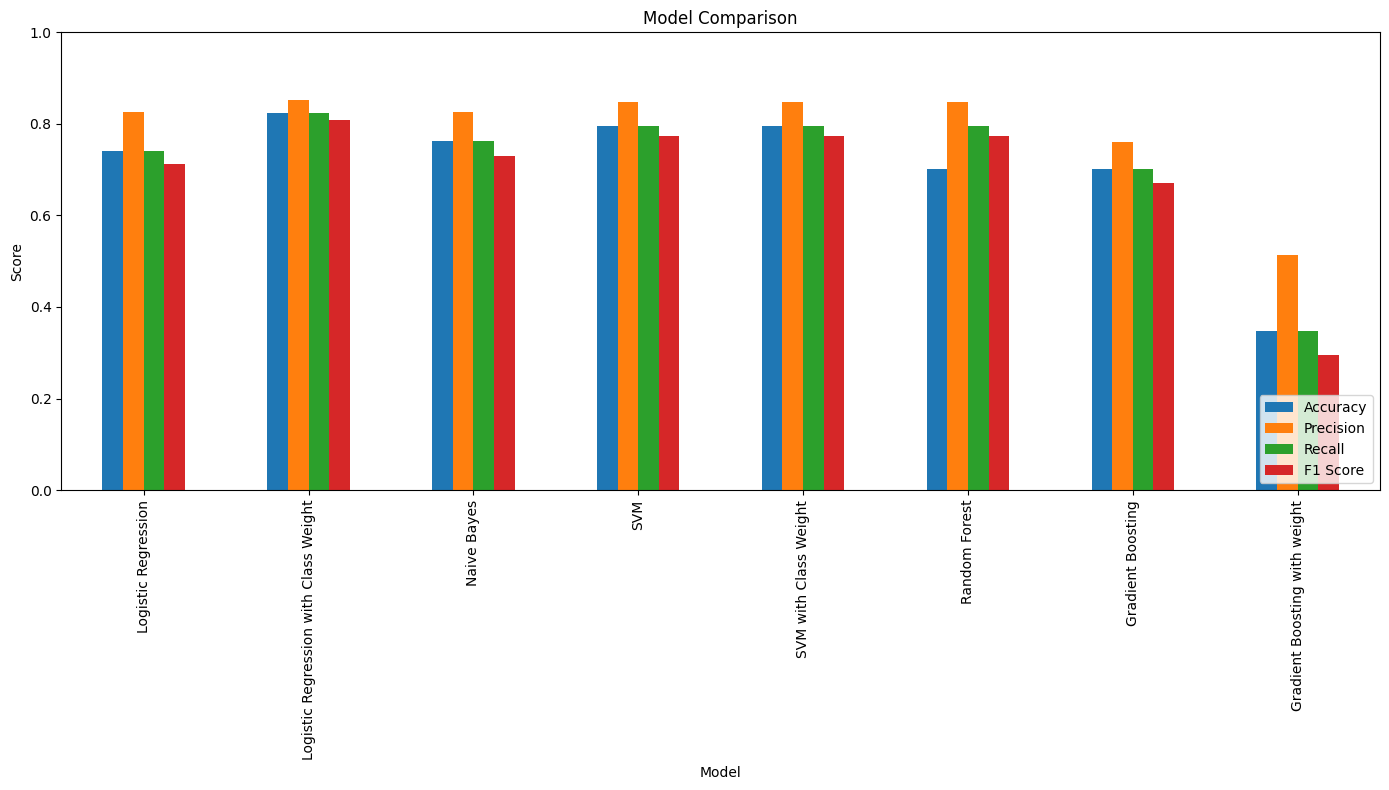 Model Comparison
1.0
0.8
0.6
0.4
0.2
0.0
Score
Accuracy
Precision
Recall
F1 Score
Logistic Regression
Logistic Regression with Class Weight
Naive Bayes
SVM
SVM with Class Weight
Random Forest
Gradient Boosting
Gradient Boosting with weight
Model